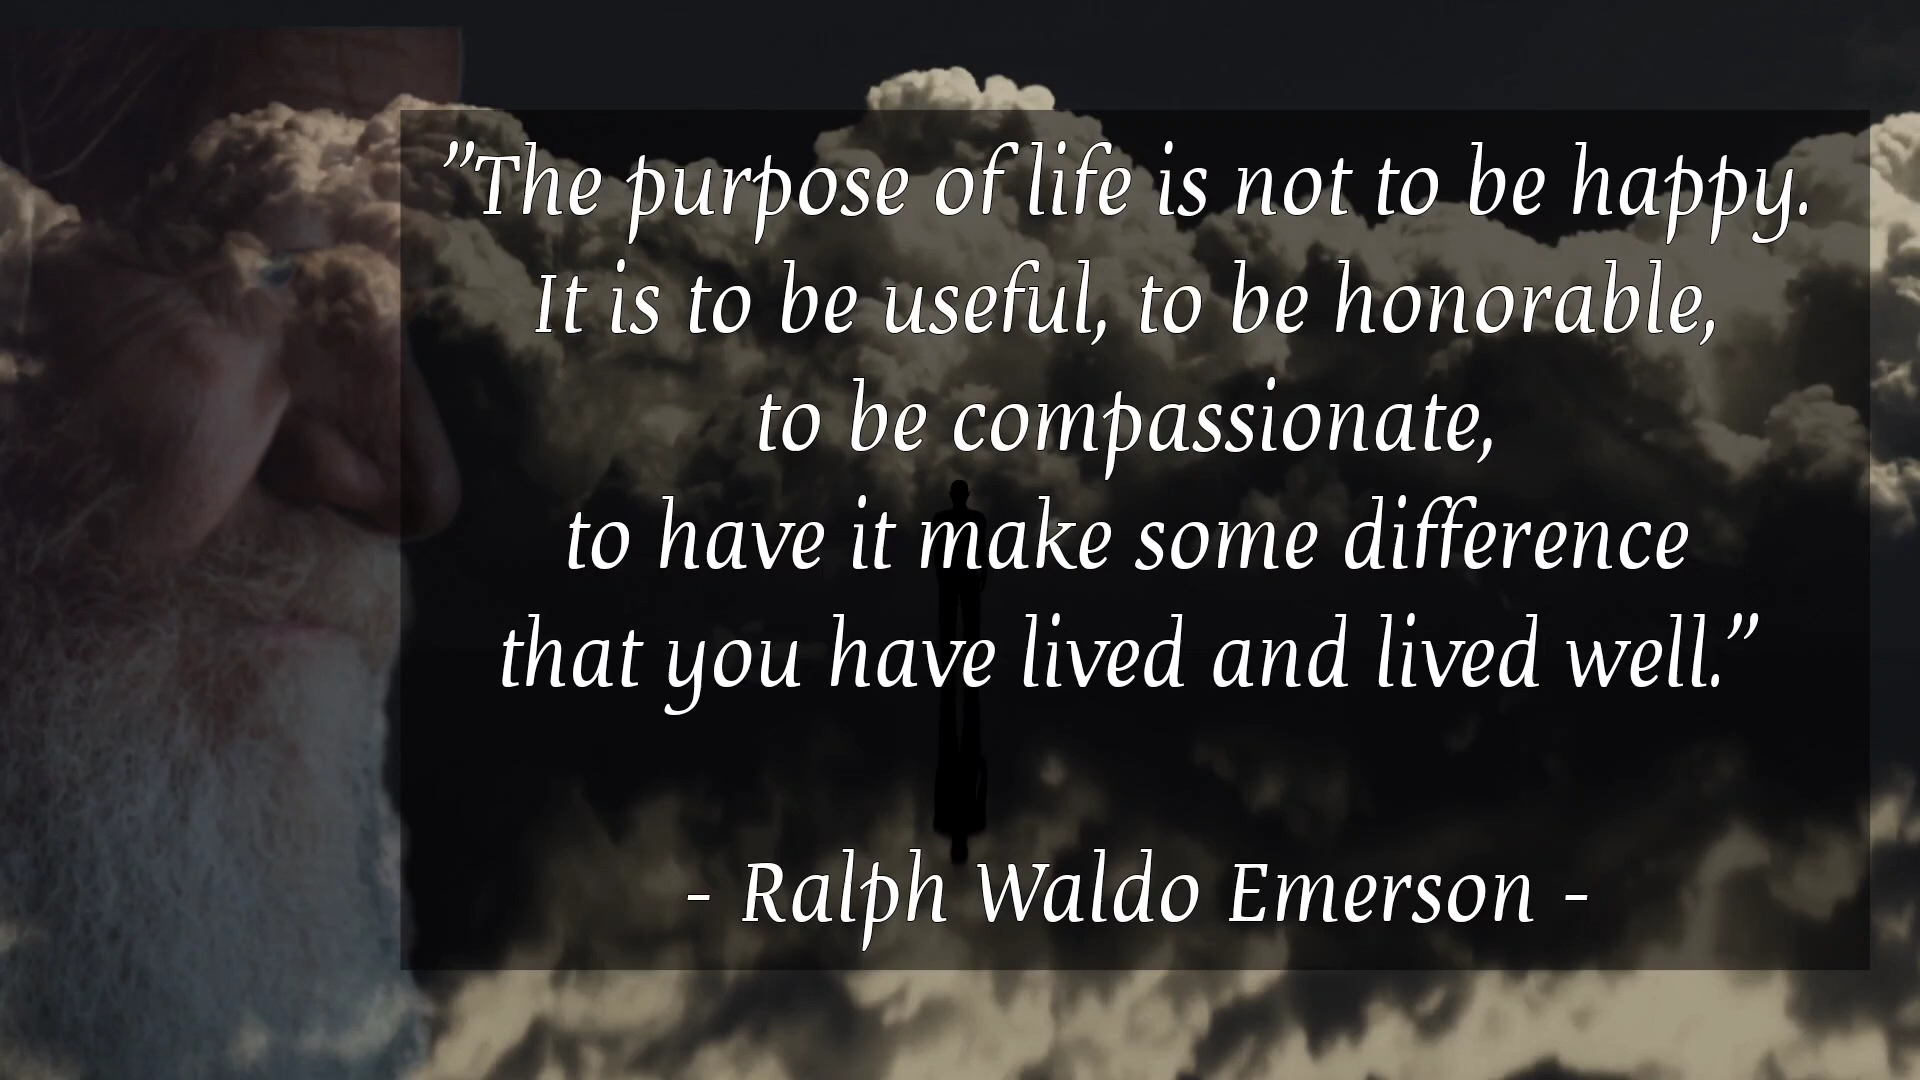 ”The purpose of life is not to be happy.
It is to be useful, to be honorable,
to be compassionate,
to have it make some difference
that you have lived and lived well.”
- Ralph Waldo Emerson -